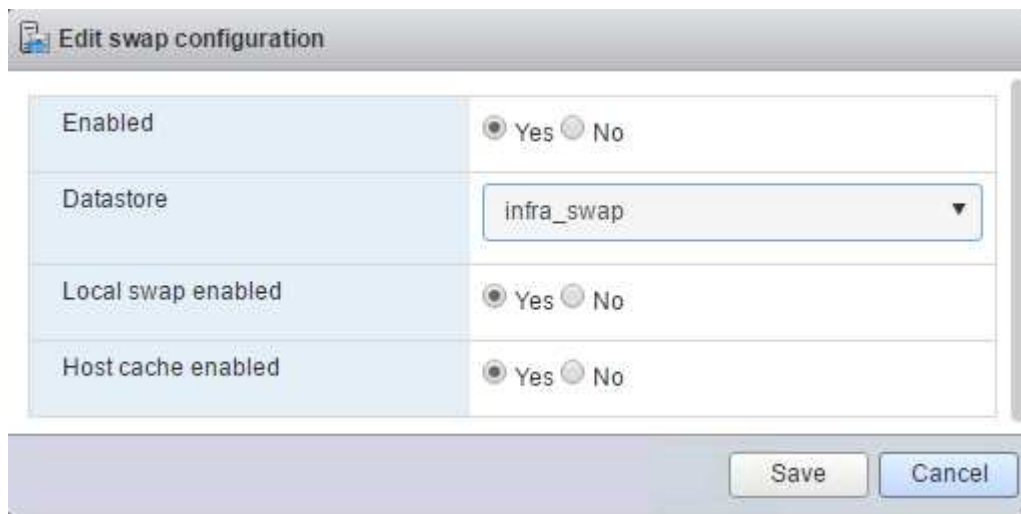 Edit swap configuration
Enabled Yes No
Datastore infra_swap
Local swap enabled Yes No
Host cache enabled Yes No
Save Cancel